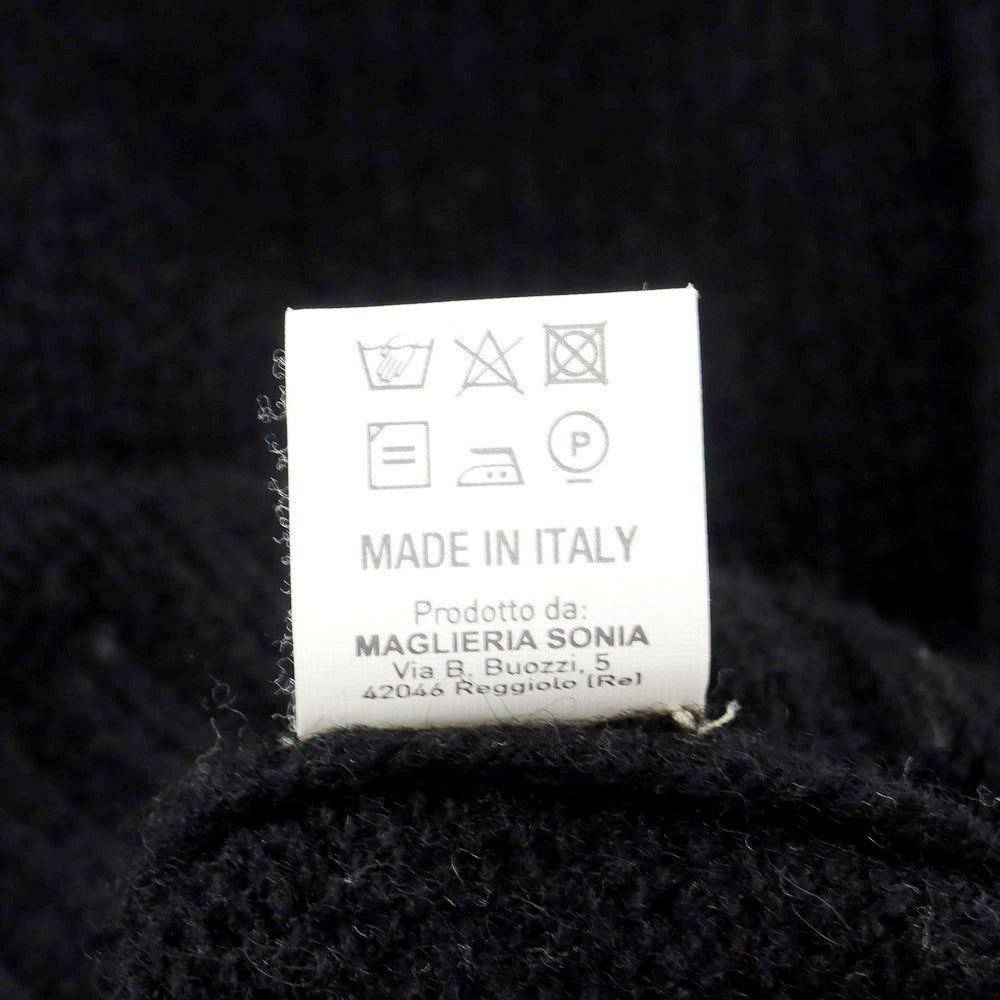 P
MADE IN ITALY
Prodotto da:
MAGLIERIA SONIA
Via B. Buozzi, 5
42046 Reggiolo (Re)